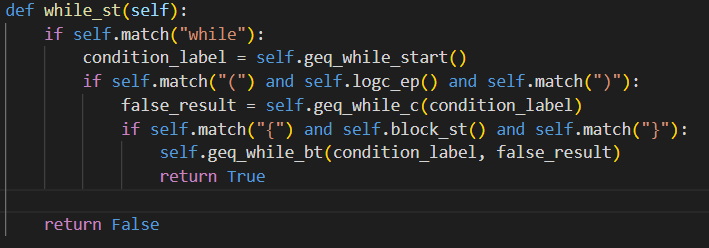 def while_st(self):
    if self.match("while"):
        condition_label = self.geq_while_start()
        if self.match("(") and self.logc_ep() and self.match(")"):
            false_result = self.geq_while_c(condition_label)
            if self.match("{") and self.block_st() and self.match("}"):
                self.geq_while_bt(condition_label, false_result)
                return True
    return False